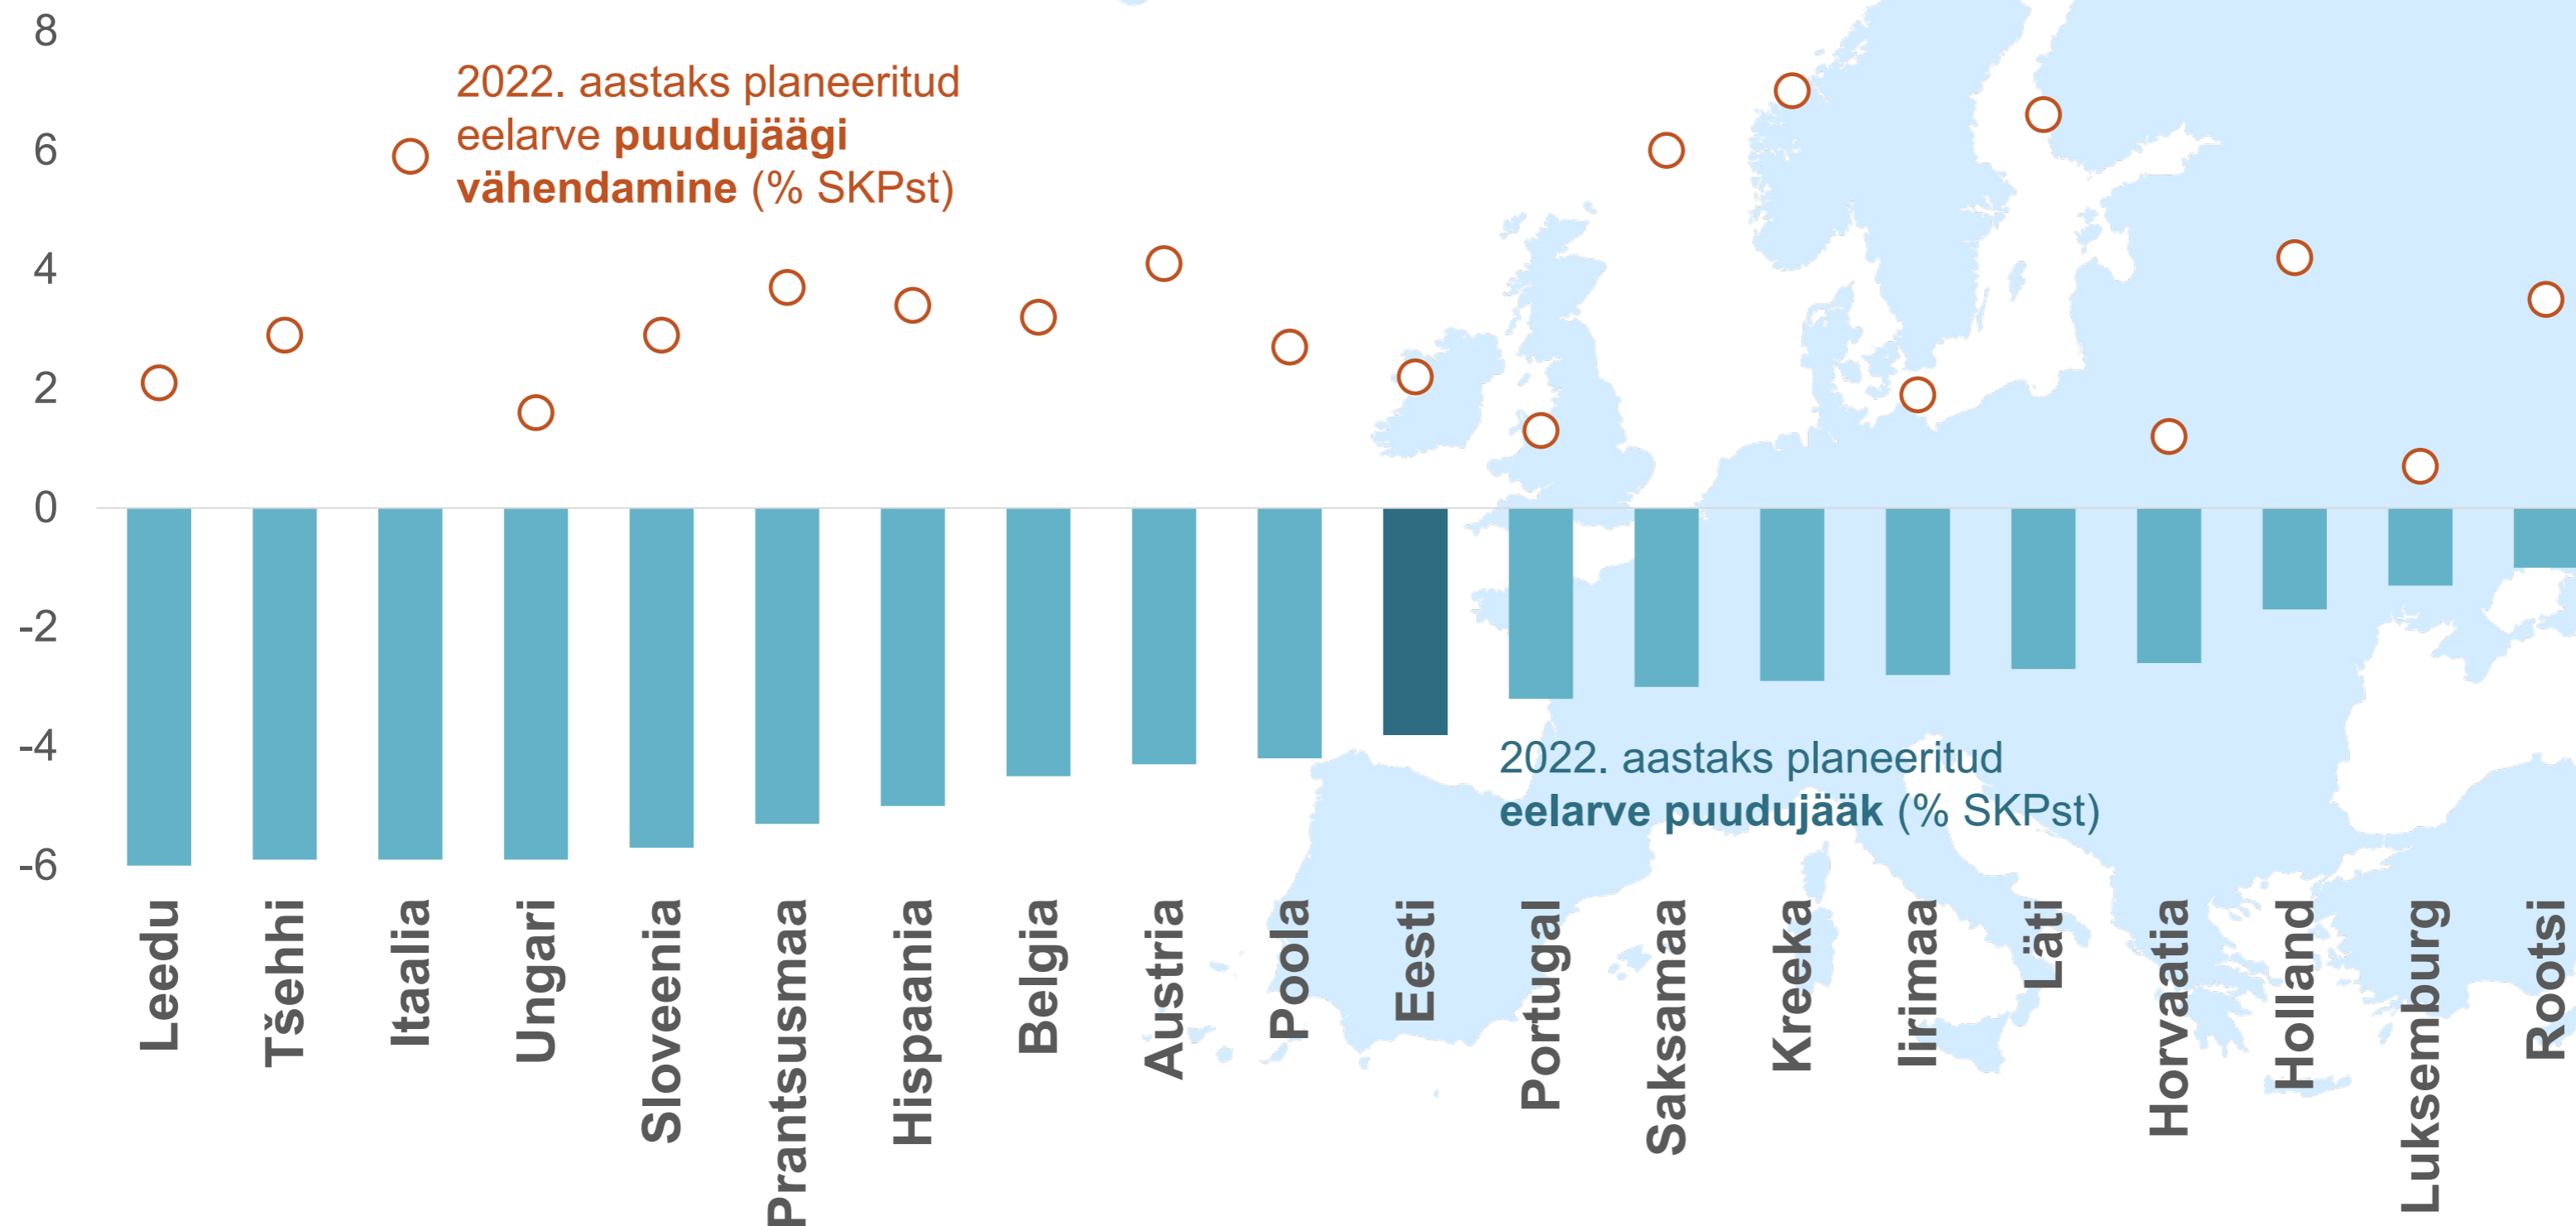 8
6
4
2
0
-2
-4
-6
2022. aastaks planeeritud
eelarve puudujäägi
vähendamine (% SKPst)
2022. aastaks planeeritud
eelarve puudujääk (% SKPst)
Leedu
Tšehhi
Itaalia
Ungari
Sloveenia
Prantsusmaa
Hispaania
Belgia
Austria
Poola
Eesti
Portugal
Saksamaa
Kreeka
Iirimaa
Läti
Horvaatia
Holland
Luksemburg
Rootsi